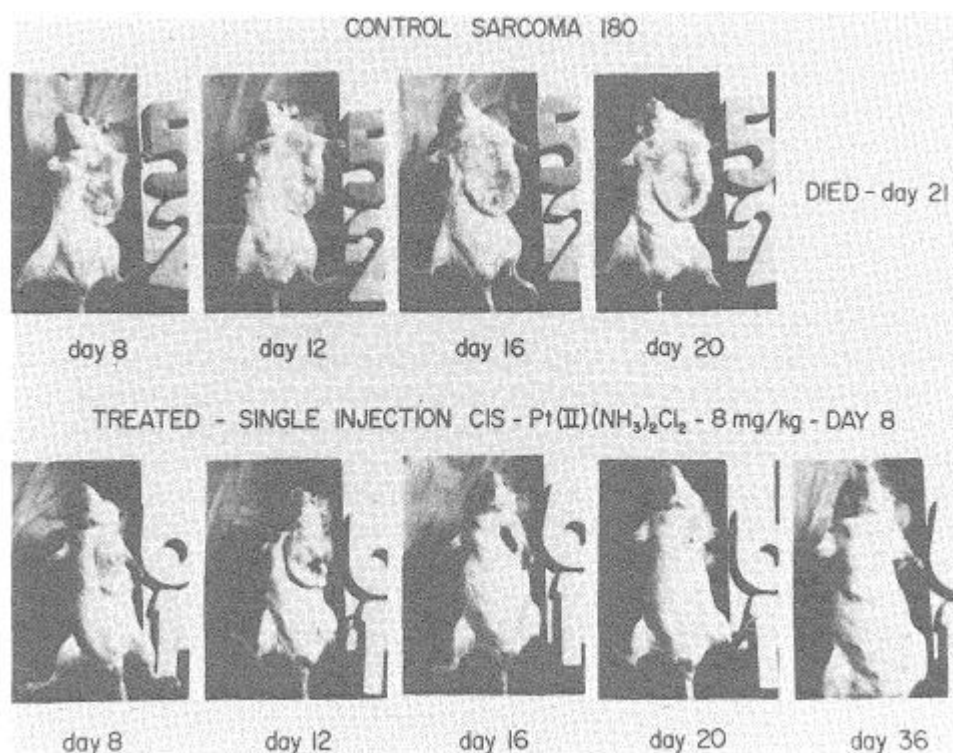 CONTROL SARCOMA 180
DIED - day 21
day 8 day 12 day 16 day 20
TREATED - SINGLE INJECTION CIS - Pt(II)(NH₃)₂Cl₂ - 8 mg/kg - DAY 8
day 8 day 12 day 16 day 20 day 36